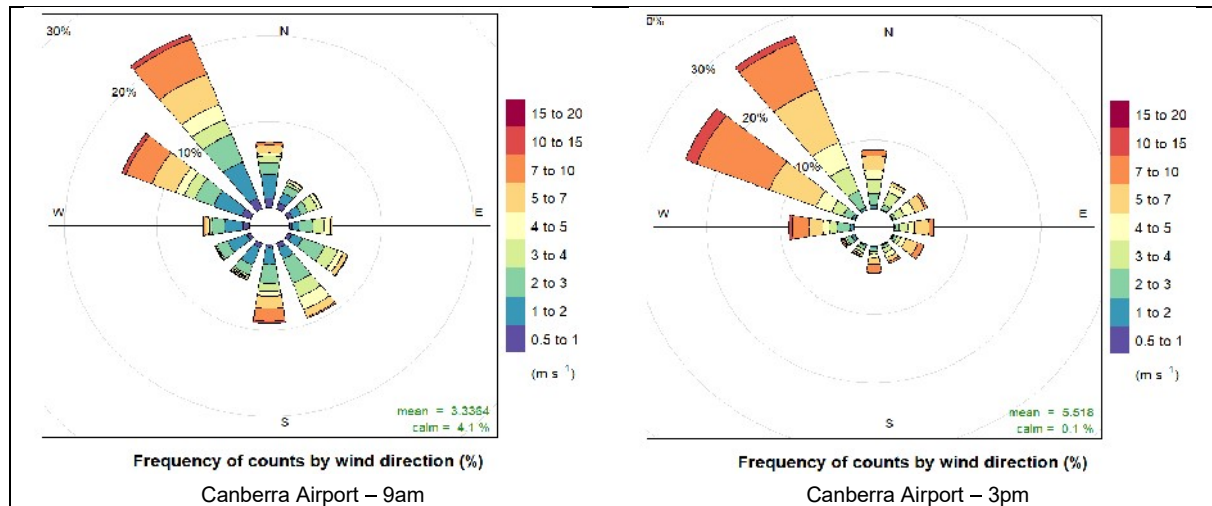 30%
N
20%
10%
W
E
S
15 to 20
10 to 15
7 to 10
5 to 7
4 to 5
3 to 4
2 to 3
1 to 2
0.5 to 1
(m s⁻¹)
mean = 3.3364
calm = 4.1 %
Frequency of counts by wind direction (%)
Canberra Airport – 9am
0%
N
30%
20%
10%
W
E
S
15 to 20
10 to 15
7 to 10
5 to 7
4 to 5
3 to 4
2 to 3
1 to 2
0.5 to 1
(m s⁻¹)
mean = 5.518
calm = 0.1 %
Frequency of counts by wind direction (%)
Canberra Airport – 3pm